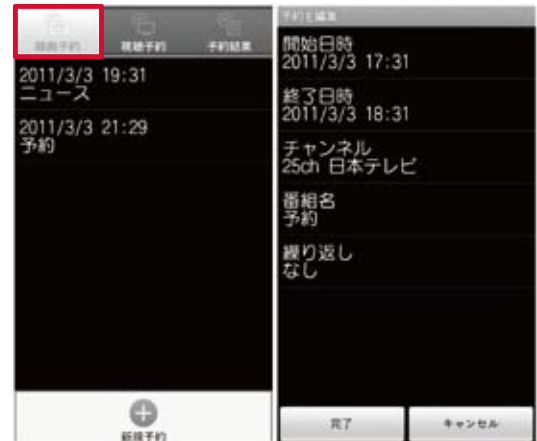 録画予約
視聴予約
予約結果
2011/3/3 19:31
ニュース
2011/3/3 21:29
予約
新規予約
予約を編集
開始日時
2011/3/3 17:31
終了日時
2011/3/3 18:31
チャンネル
25ch 日本テレビ
番組名
予約
繰り返し
なし
完了
キャンセル